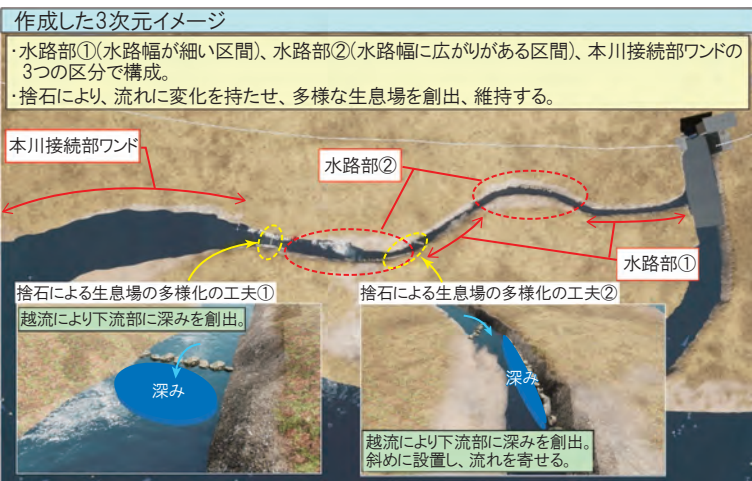 作成した3次元イメージ
・水路部①(水路幅が細い区間)、水路部②(水路幅に広がりがある区間)、本川接続部ワンドの
3つの区分で構成。
・捨石により、流れに変化を持たせ、多様な生息場を創出、維持する。
本川接続部ワンド
水路部②
水路部①
捨石による生息場の多様化の工夫①
越流により下流部に深みを創出。
深み
捨石による生息場の多様化の工夫②
深み
越流により下流部に深みを創出。
斜めに設置し、流れを寄せる。